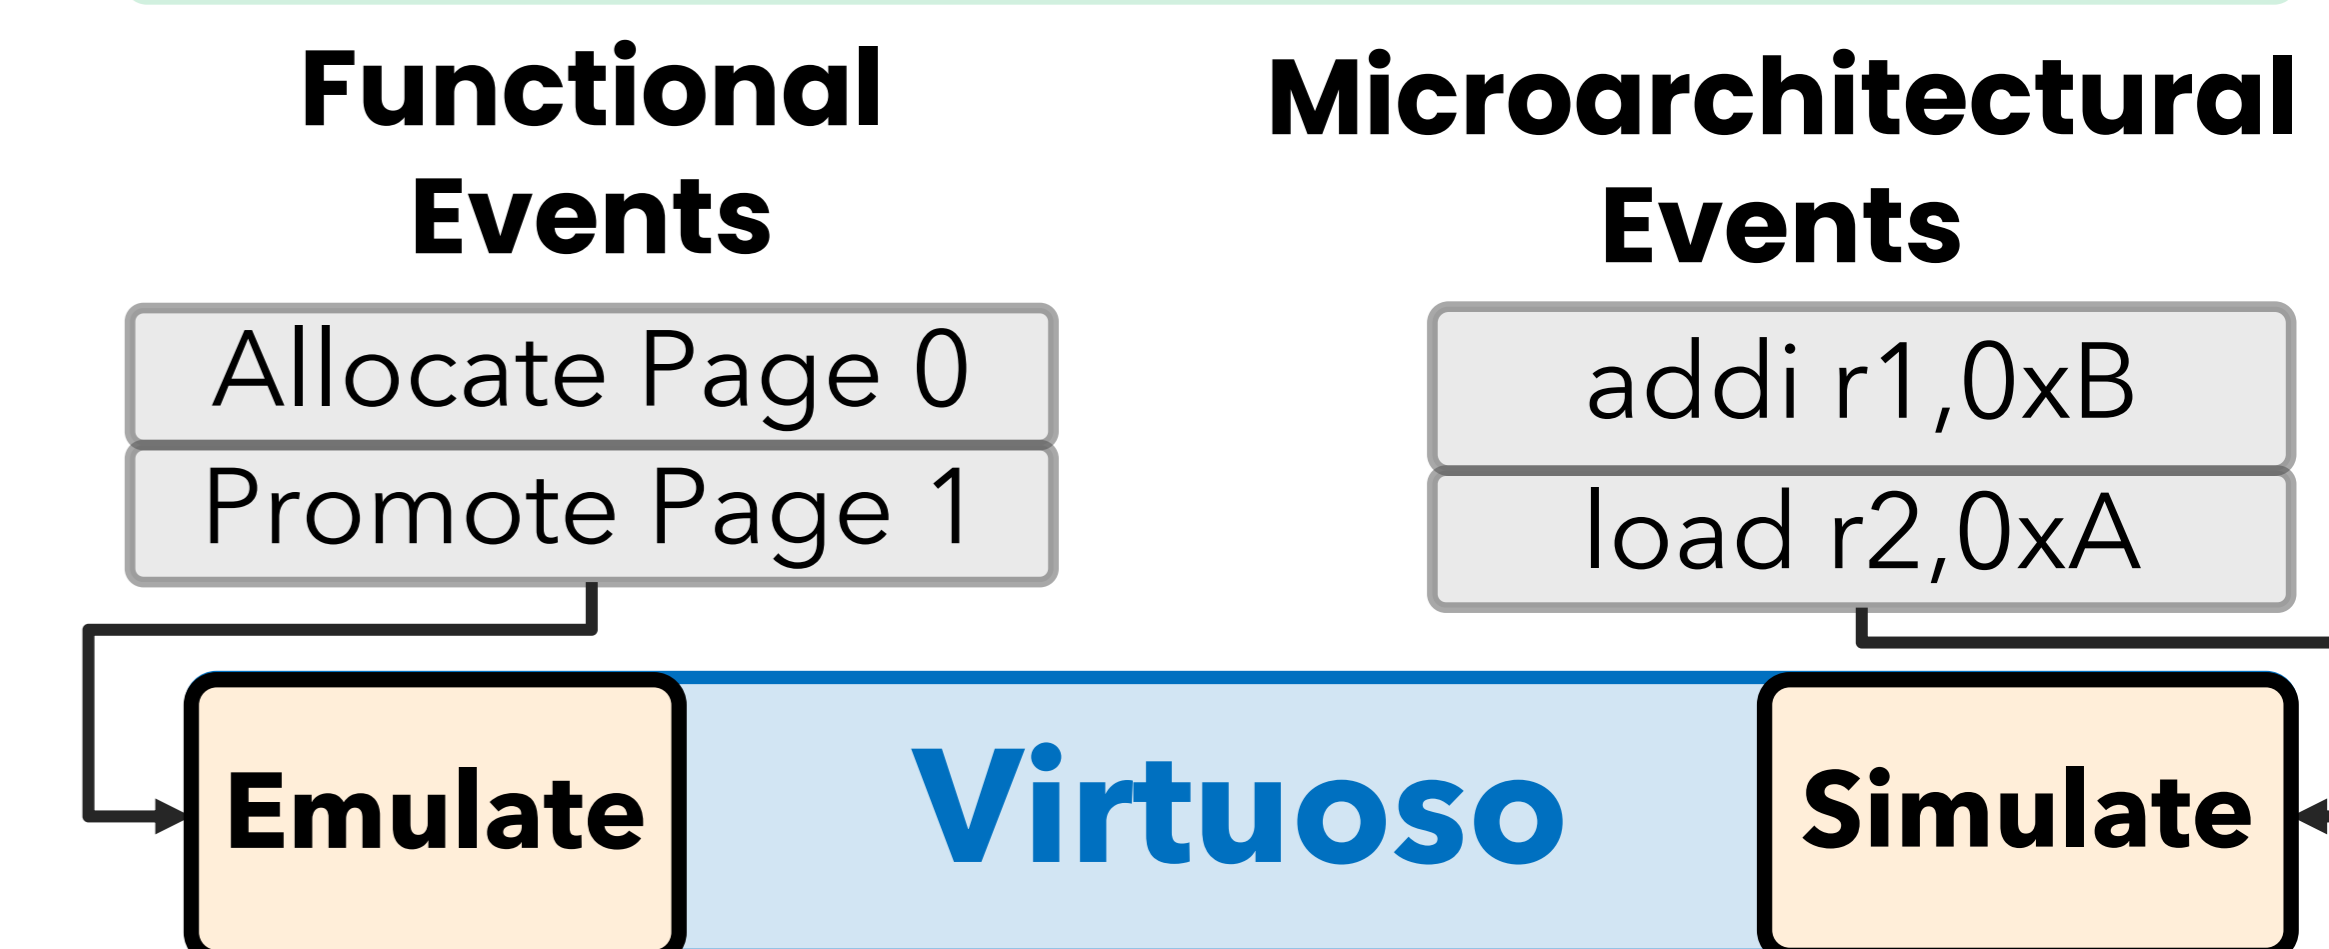 Functional
Events
Allocate Page 0
Promote Page 1
Microarchitectural
Events
addi r1,0xB
load r2,0xA
Emulate
Virtuoso
Simulate